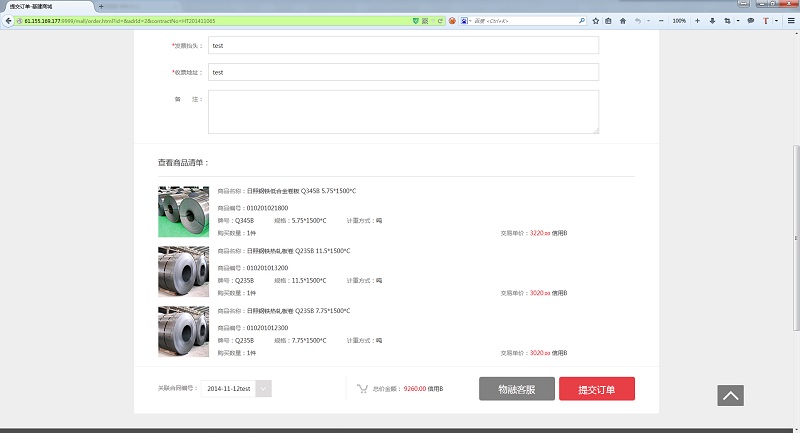 提交订单-基建商城
61.155.169.177:9999/mall/order.html?id=&adrId=2&contractNo=HT201411065
百度 <Ctrl+K>
100%
*发票抬头：
test
*收票地址：
test
备 注：
查看商品清单：
商品名称：日照钢铁低合金卷板 Q345B 5.75*1500*C
商品编号：010201021800
牌号：Q345B 规格：5.75*1500*C 计重方式：吨
购买数量：1件 交易单价：3220.00 信用B
商品名称：日照钢铁热轧板卷 Q235B 11.5*1500*C
商品编号：010201013200
牌号：Q235B 规格：11.5*1500*C 计重方式：吨
购买数量：1件 交易单价：3020.00 信用B
商品名称：日照钢铁热轧板卷 Q235B 7.75*1500*C
商品编号：010201012300
牌号：Q235B 规格：7.75*1500*C 计重方式：吨
购买数量：1件 交易单价：3020.00 信用B
关联合同编号： 2014-11-12test 总价金额： 9260.00 信用B 物融客服 提交订单